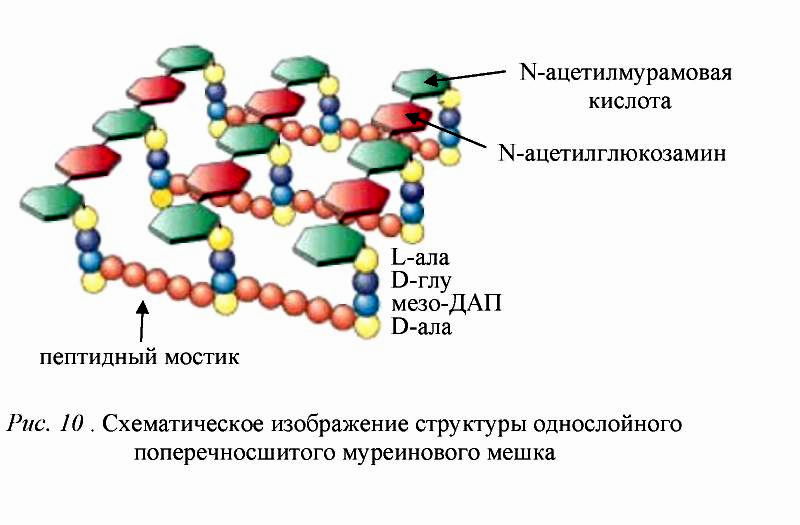 N-ацетилмурамовая
кислота
N-ацетилглюкозамин
L-ала
D-глу
мезо-ДАП
D-ала
пептидный мостик
Рис. 10 . Схематическое изображение структуры однослойного
поперечносшитого муреинового мешка